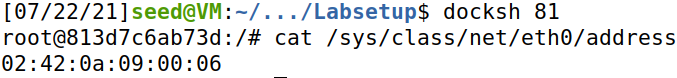 [07/22/21]seed@VM:~/.../Labsetup$ docksh 81
root@813d7c6ab73d:/# cat /sys/class/net/eth0/address
02:42:0a:09:00:06